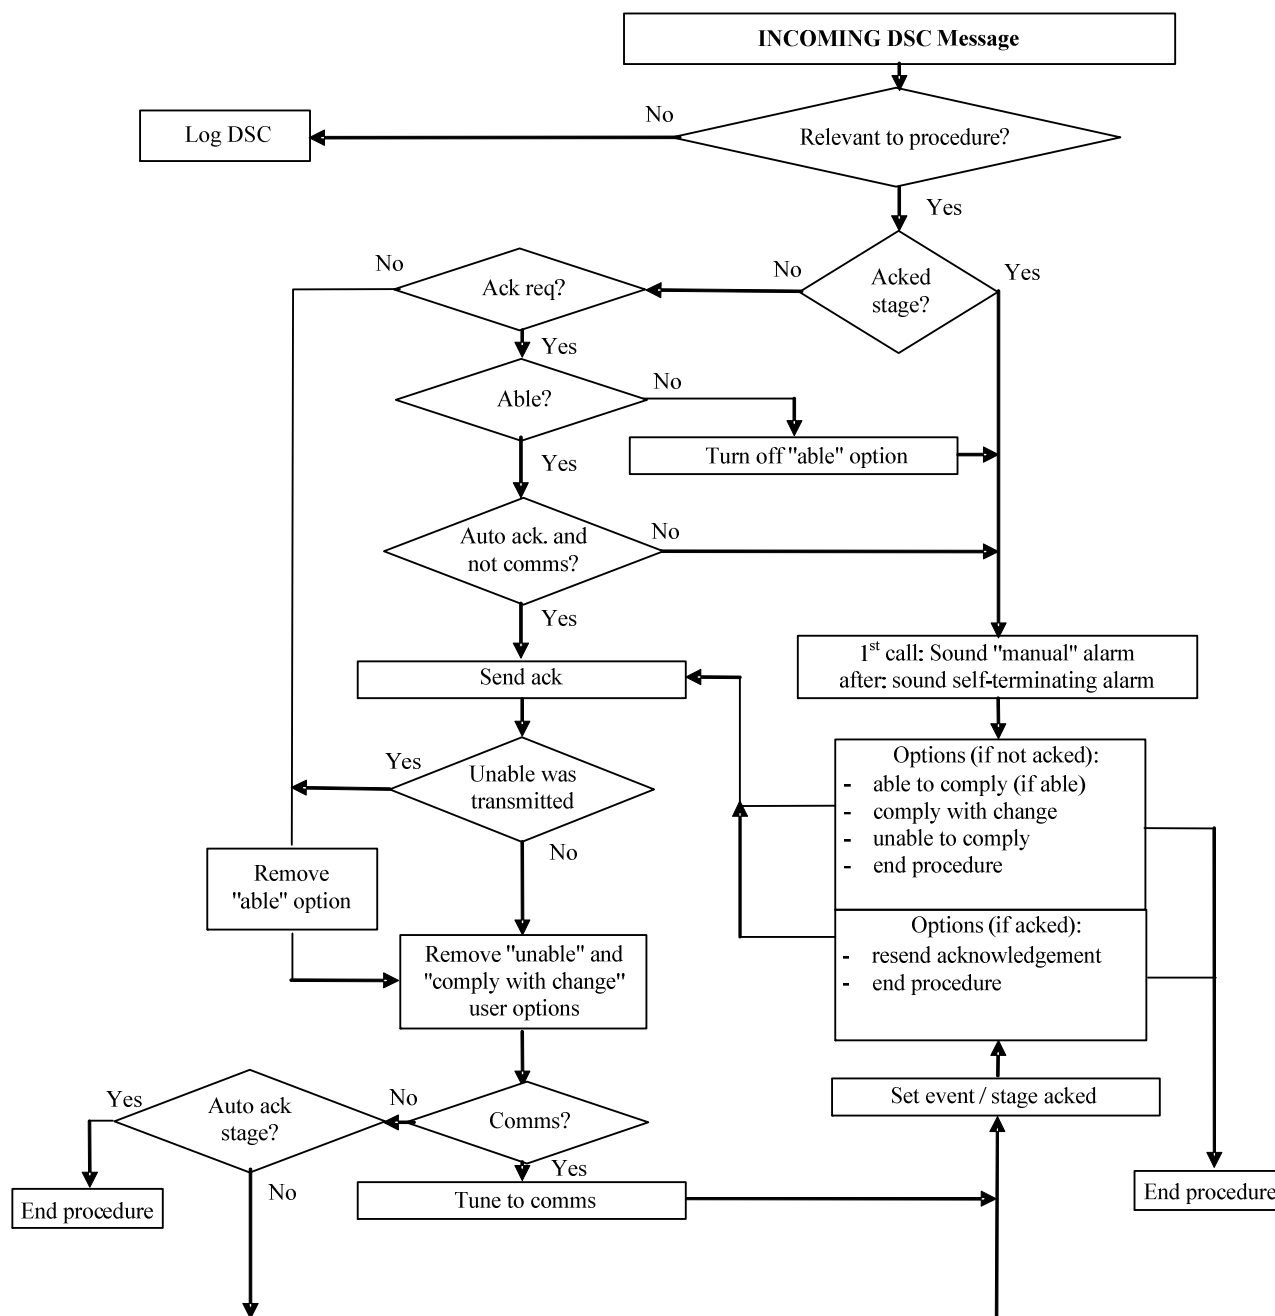 INCOMING DSC Message
No
Log DSC
Relevant to procedure?
Yes
No
No
Yes
Ack req?
Acked
stage?
Yes
No
Able?
Turn off "able" option
Yes
Auto ack. and
not comms?
No
Yes
1st call: Sound "manual" alarm
after: sound self-terminating alarm
Send ack
Yes
Unable was
transmitted
Options (if not acked):
- able to comply (if able)
- comply with change
- unable to comply
- end procedure
No
Remove
"able" option
Options (if acked):
- resend acknowledgement
- end procedure
Remove "unable" and
"comply with change"
user options
Yes
Auto ack
stage?
No
Comms?
Set event / stage acked
Yes
No
End procedure
Tune to comms
End procedure